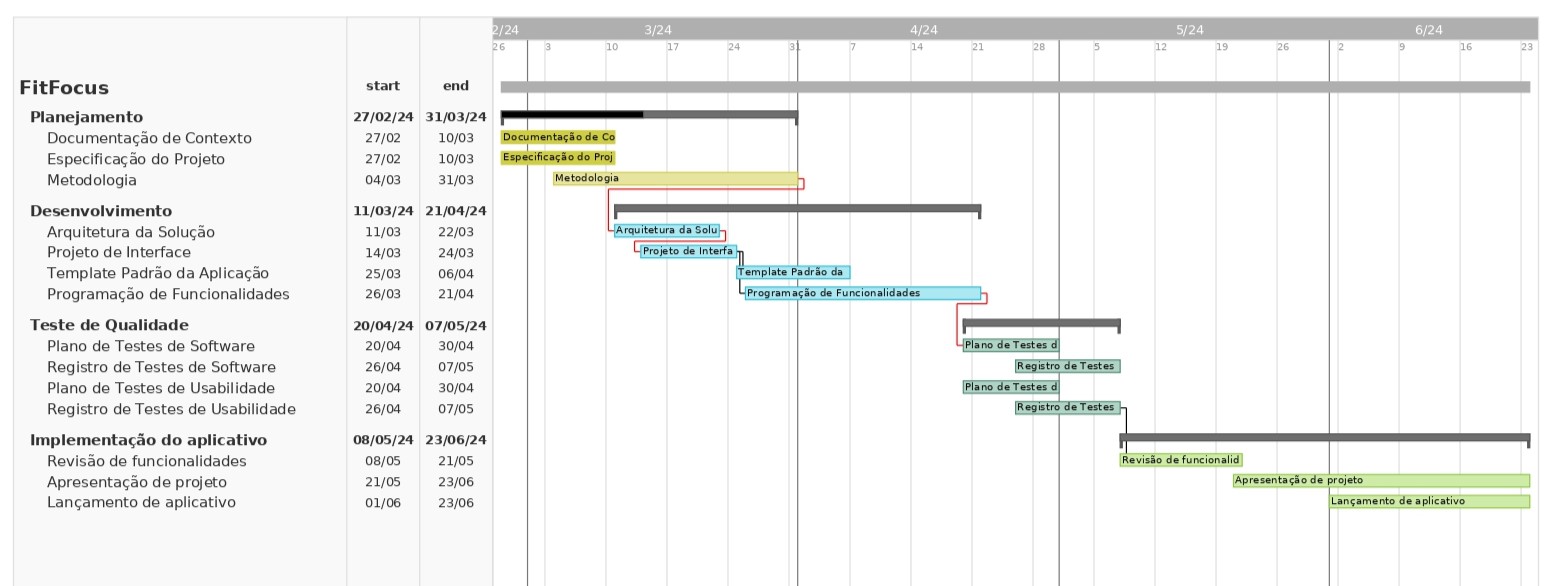 2/24 3/24 4/24 5/24 6/24
26 3 10 17 24 31 7 14 21 28 5 12 19 26 2 9 16 23
FitFocus start end
Planejamento 27/02/24 31/03/24
Documentação de Contexto 27/02 10/03 Documentação de Co
Especificação do Projeto 27/02 10/03 Especificação do Proj
Metodologia 04/03 31/03 Metodologia
Desenvolvimento 11/03/24 21/04/24
Arquitetura da Solução 11/03 22/03 Arquitetura da Solu
Projeto de Interface 14/03 24/03 Projeto de Interfa
Template Padrão da Aplicação 25/03 06/04 Template Padrão da
Programação de Funcionalidades 26/03 21/04 Programação de Funcionalidades
Teste de Qualidade 20/04/24 07/05/24
Plano de Testes de Software 20/04 30/04 Plano de Testes d
Registro de Testes de Software 26/04 07/05 Registro de Testes
Plano de Testes de Usabilidade 20/04 30/04 Plano de Testes d
Registro de Testes de Usabilidade 26/04 07/05 Registro de Testes
Implementação do aplicativo 08/05/24 23/06/24
Revisão de funcionalidades 08/05 21/05 Revisão de funcionalid
Apresentação de projeto 21/05 23/06 Apresentação de projeto
Lançamento de aplicativo 01/06 23/06 Lançamento de aplicativo